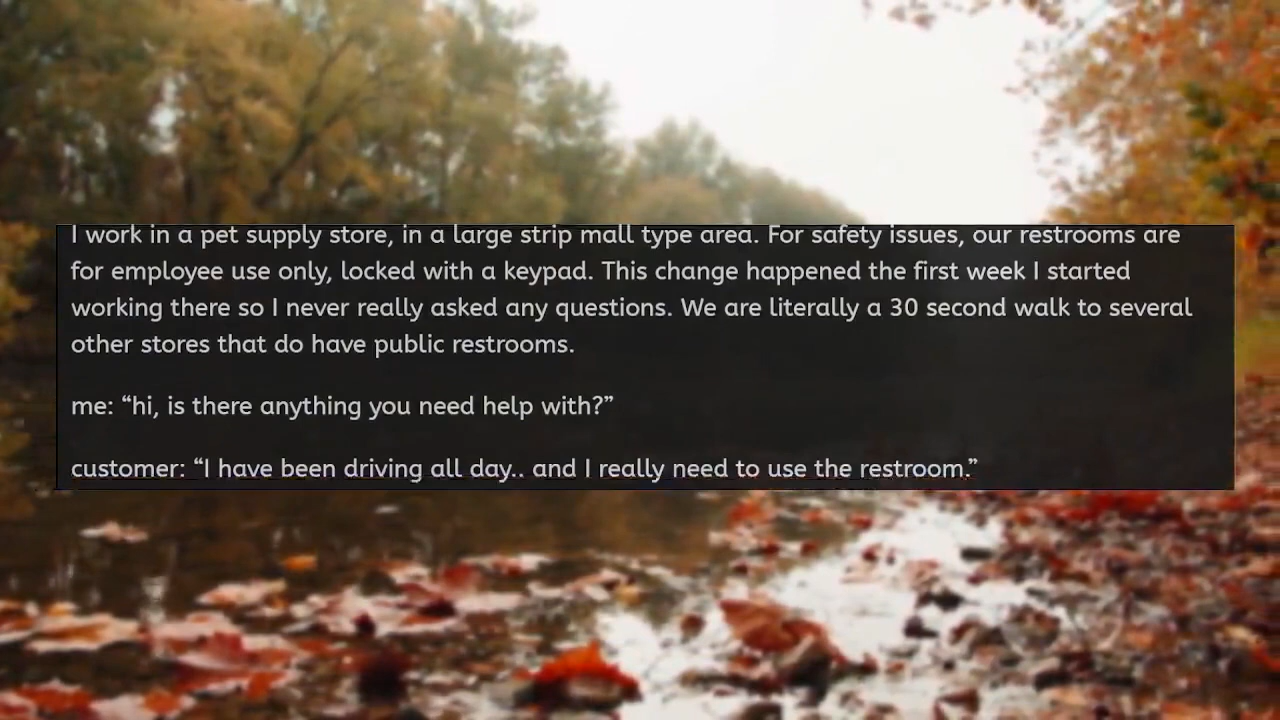 I work in a pet supply store, in a large strip mall type area. For safety issues, our restrooms are
for employee use only, locked with a keypad. This change happened the first week I started
working there so I never really asked any questions. We are literally a 30 second walk to several
other stores that do have public restrooms.
me: “hi, is there anything you need help with?”
customer: “I have been driving all day.. and I really need to use the restroom.”